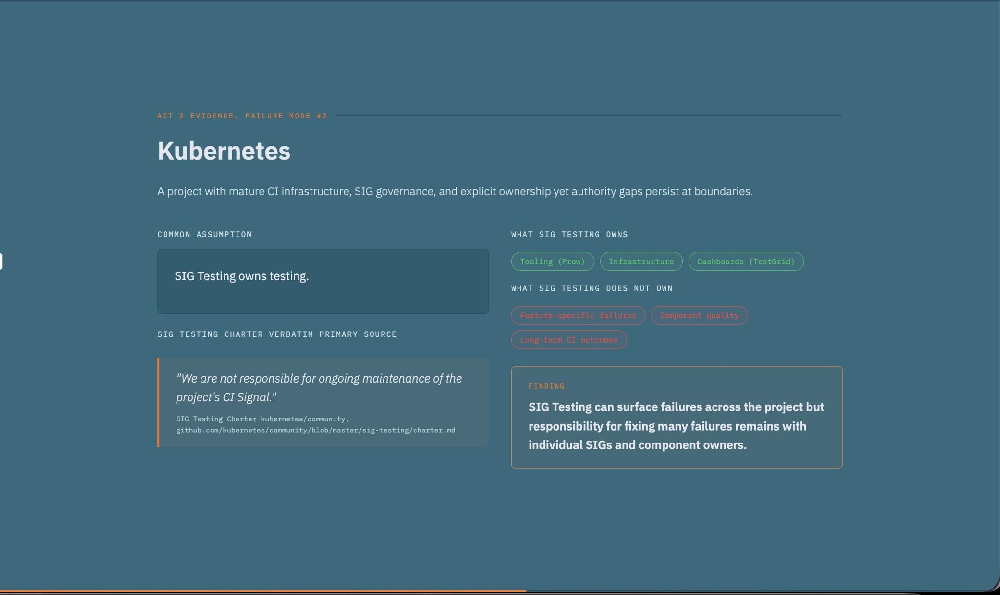 ACT 2 EVIDENCE: FAILURE MODE #2
Kubernetes
A project with mature CI infrastructure, SIG governance, and explicit ownership yet authority gaps persist at boundaries.
COMMON ASSUMPTION
SIG Testing owns testing.
SIG TESTING CHARTER VERBATIM PRIMARY SOURCE
"We are not responsible for ongoing maintenance of the
project's CI Signal."
SIG Testing Charter kubernetes/community,
github.com/kubernetes/community/blob/master/sig-testing/charter.md
WHAT SIG TESTING OWNS
Tooling (Prow)
Infrastructure
Dashboards (TestGrid)
WHAT SIG TESTING DOES NOT OWN
Feature-specific failures
Component quality
Long-term CI outcomes
FINDING
SIG Testing can surface failures across the project but
responsibility for fixing many failures remains with
individual SIGs and component owners.